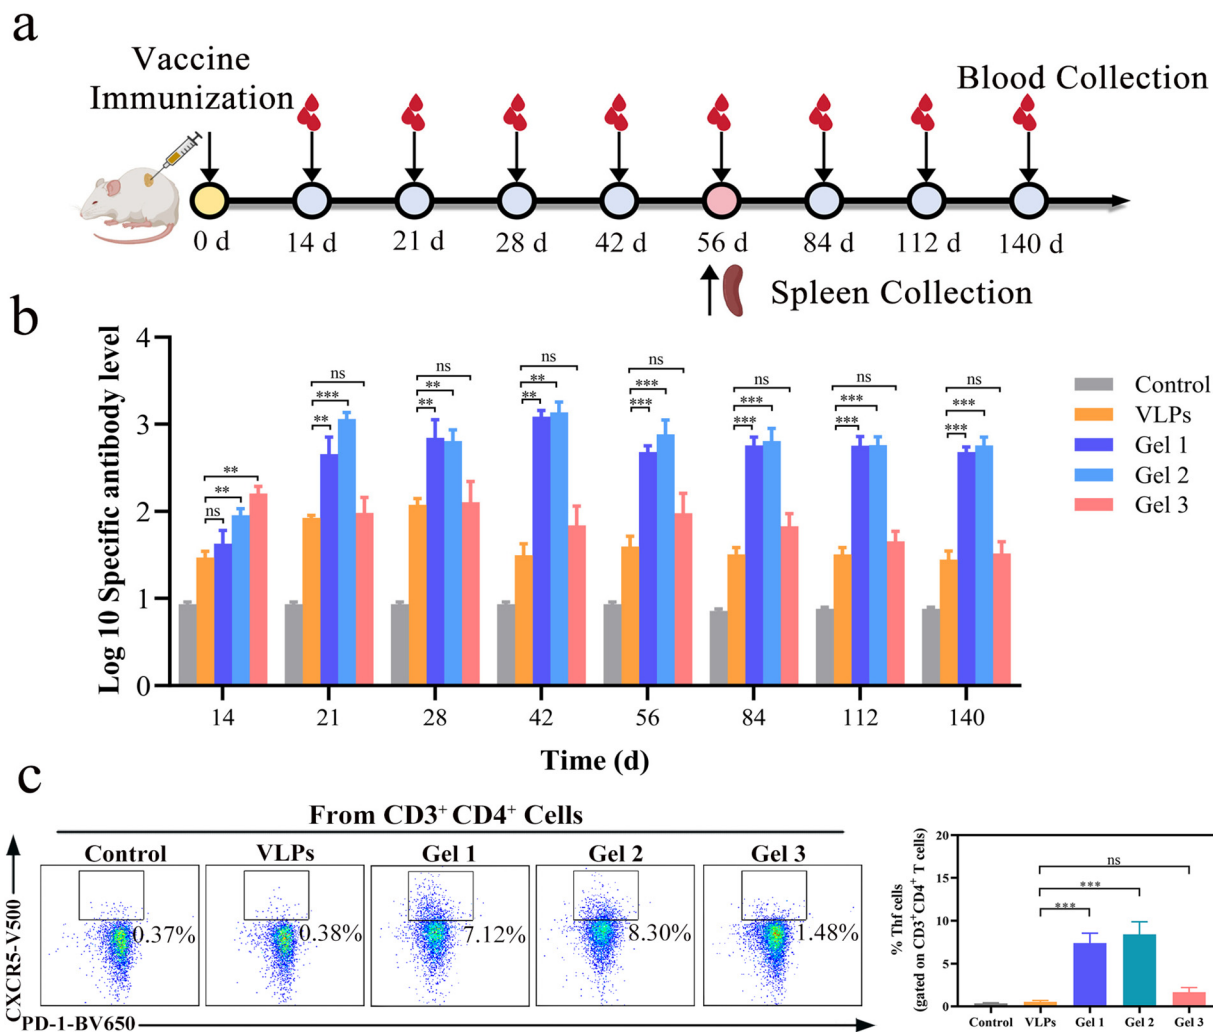 a
Vaccine
Immunization
Blood Collection
0 d 14 d 21 d 28 d 42 d 56 d 84 d 112 d 140 d
Spleen Collection
b
Log 10 Specific antibody level
4
3
2
1
0
ns ** **
** *** ns
** ** ns
** ** ns
*** *** ns
*** *** ns
*** *** ns
*** *** ns
14 21 28 42 56 84 112 140
Time (d)
Control
VLPs
Gel 1
Gel 2
Gel 3
c
From CD3⁺ CD4⁺ Cells
Control VLPs Gel 1 Gel 2 Gel 3
0.37% 0.38% 7.12% 8.30% 1.48%
CXCR5-V500
PD-1-BV650
% Thf cells
(gated on CD3⁺CD4⁺ T cells)
20
15
10
5
0
ns
***
***
Control VLPs Gel 1 Gel 2 Gel 3